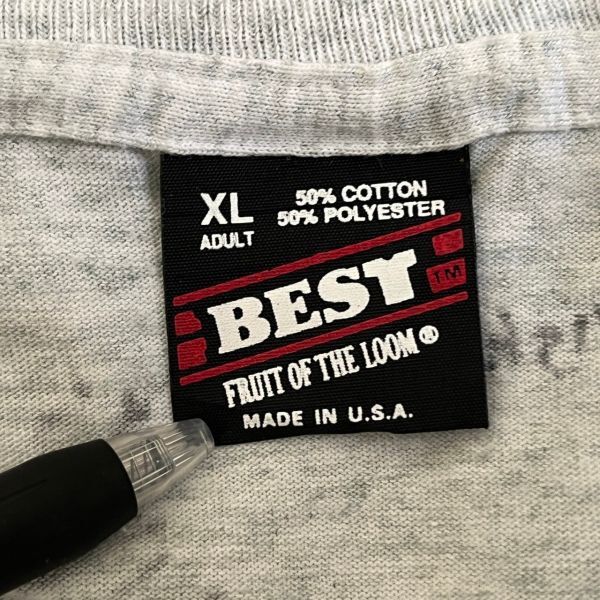 XL
ADULT
50% COTTON
50% POLYESTER
BEST
TM
FRUIT OF THE LOOM®
MADE IN U.S.A.